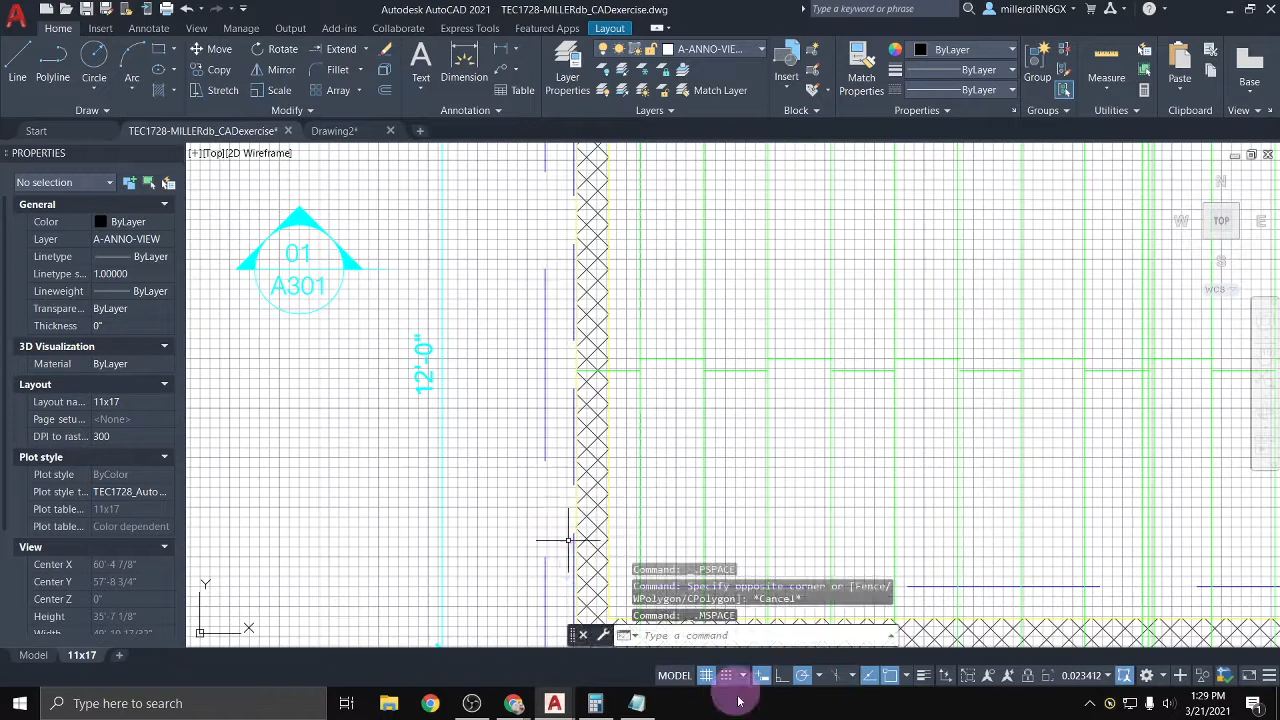 Autodesk AutoCAD 2021 TEC1728-MILLERdb_CADexercise.dwg
Type a keyword or phrase
millerdiRN6GX
Home Insert Annotate View Manage Output Add-ins Collaborate Express Tools Featured Apps Layout
Line Polyline Circle Arc
Move Rotate Extend
Copy Mirror Fillet
Stretch Scale Array
Text Dimension Table
Layer Properties
A-ANNO-VIE...
Match Layer
Insert
Match Properties
ByLayer
ByLayer
ByLayer
Group Measure Paste Base
Draw Modify Annotation Layers Block Properties Groups Utilities Clipboard View
Start TEC1728-MILLERdb_CADexercise* Drawing2*
PROPERTIES
[+][Top][2D Wireframe]
No selection
General
Color ByLayer
Layer A-ANNO-VIEW
Linetype ByLayer
Linetype s... 1.00000
Lineweight ByLayer
Transpare... ByLayer
Thickness 0"
3D Visualization
Material ByLayer
Layout
Layout name 11x17
Page setu... <None>
DPI to rast... 300
Plot style
Plot style ByColor
Plot style t... TEC1728_Auto...
Plot table... 11x17
Plot table... Color dependent
View
Center X 60'-4 7/8"
Center Y 57'-8 3/4"
Center Z 0"
Height 35'-7 1/8"
Width
01
A301
12'-0"
N
W TOP E
S
WCS
Y
X
Command: _.PSPACE
Command: Specify opposite corner or [Fence/
WPolygon/CPolygon]: *Cancel*
Command: _.MSPACE
Type a command
Model 11x17
MODEL
0.023412
Type here to search
1:29 PM
3/21/2021